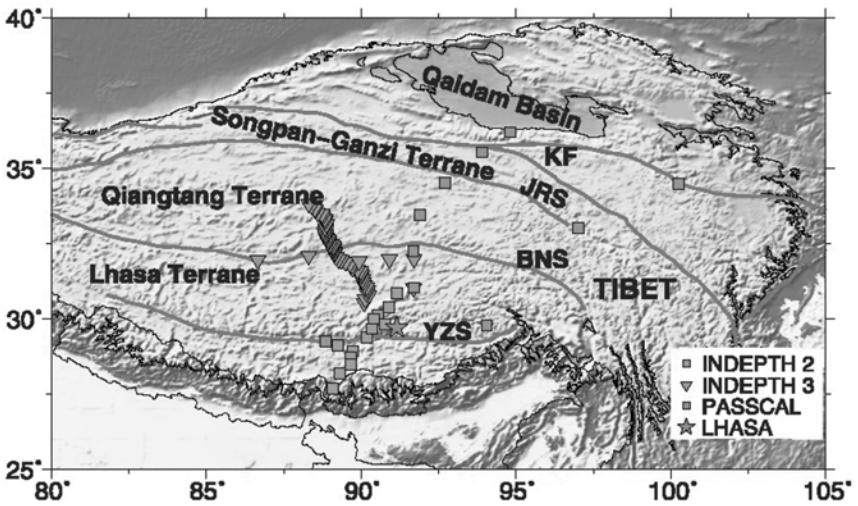 40°
Qaidam Basin
Songpan-Ganzi Terrane
KF
35°
JRS
Qiangtang Terrane
BNS
Lhasa Terrane
TIBET
30°
YZS
INDEPTH 2
INDEPTH 3
PASSCAL
LHASA
25°
80° 85° 90° 95° 100° 105°